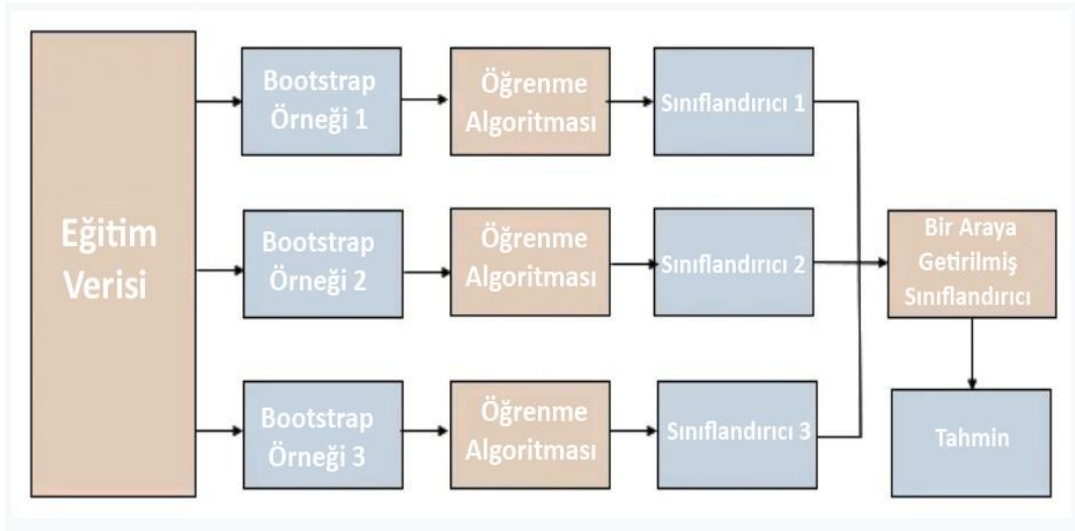 Eğitim
Verisi
Bootstrap
Örneği 1
Öğrenme
Algoritması
Sınıflandırıcı 1
Bootstrap
Örneği 2
Öğrenme
Algoritması
Sınıflandırıcı 2
Bootstrap
Örneği 3
Öğrenme
Algoritması
Sınıflandırıcı 3
Bir Araya
Getirilmiş
Sınıflandırıcı
Tahmin